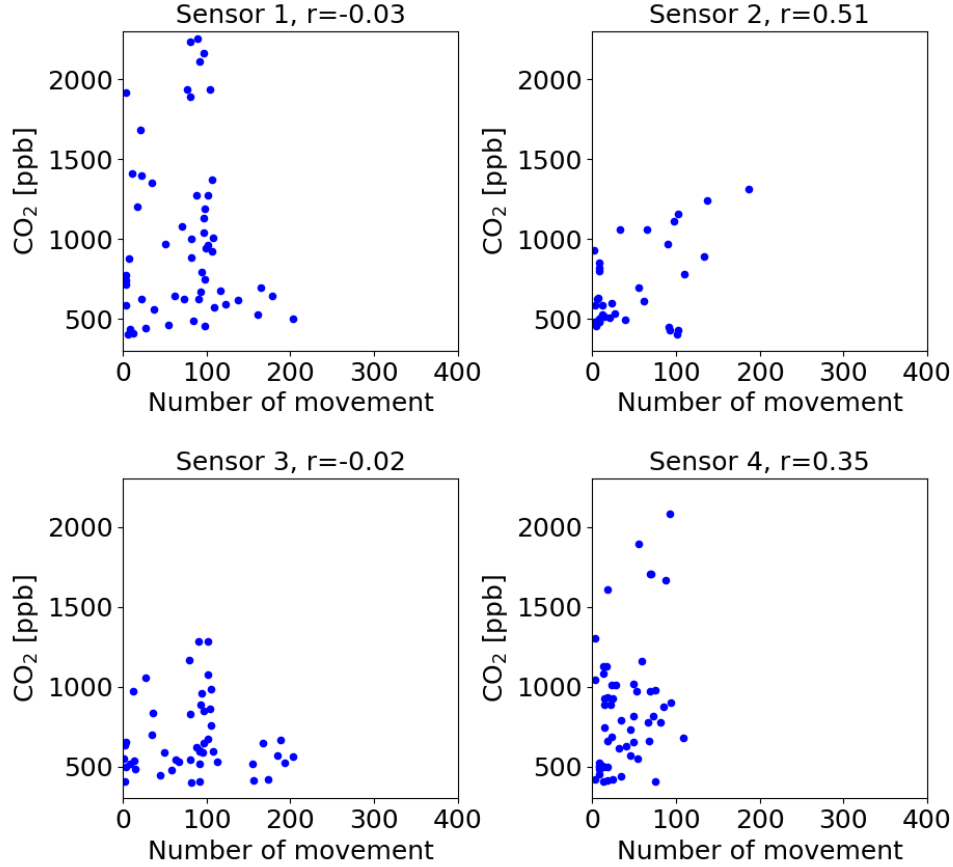 Sensor 1, r=-0.03
CO₂ [ppb]
2000
1500
1000
500
0 100 200 300 400
Number of movement
Sensor 2, r=0.51
CO₂ [ppb]
2000
1500
1000
500
0 100 200 300 400
Number of movement
Sensor 3, r=-0.02
CO₂ [ppb]
2000
1500
1000
500
0 100 200 300 400
Number of movement
Sensor 4, r=0.35
CO₂ [ppb]
2000
1500
1000
500
0 100 200 300 400
Number of movement